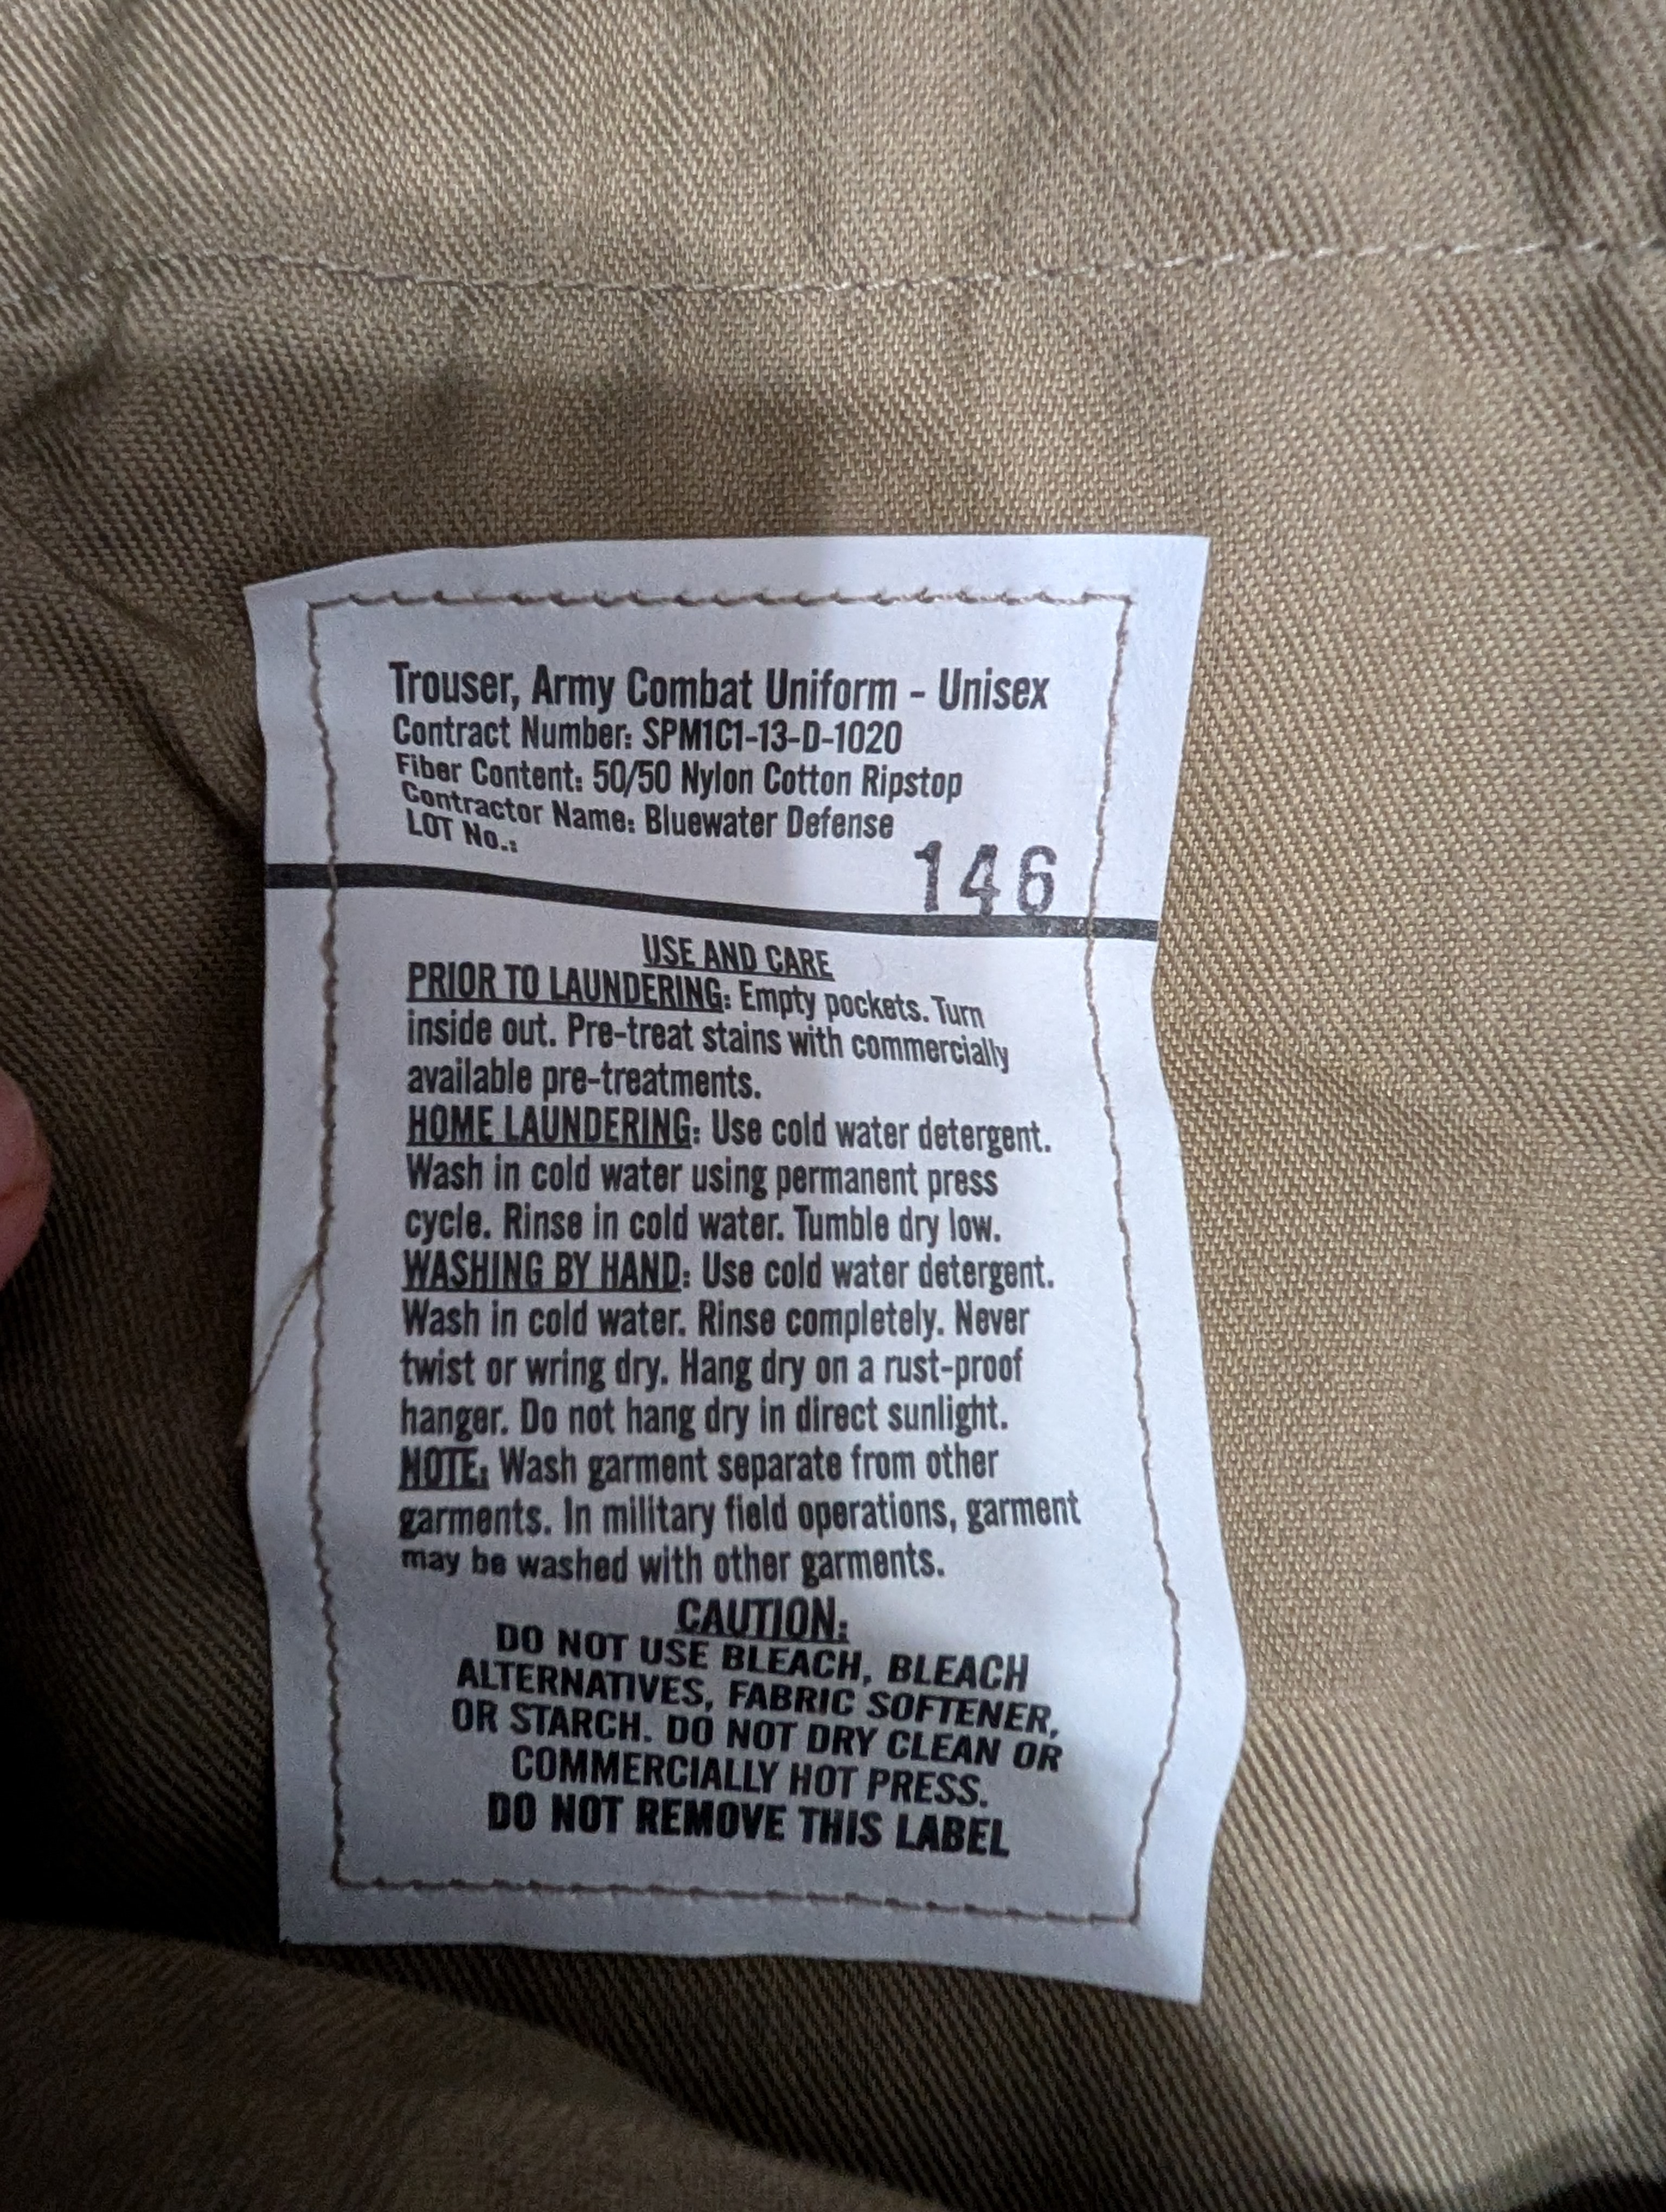 Trouser, Army Combat Uniform - Unisex
Contract Number: SPM1C1-13-D-1020
Fiber Content: 50/50 Nylon Cotton Ripstop
Contractor Name: Bluewater Defense
LOT No.:
146
USE AND CARE
PRIOR TO LAUNDERING: Empty pockets. Turn
inside out. Pre-treat stains with commercially
available pre-treatments.
HOME LAUNDERING: Use cold water detergent.
Wash in cold water using permanent press
cycle. Rinse in cold water. Tumble dry low.
WASHING BY HAND: Use cold water detergent.
Wash in cold water. Rinse completely. Never
twist or wring dry. Hang dry on a rust-proof
hanger. Do not hang dry in direct sunlight.
NOTE: Wash garment separate from other
garments. In military field operations, garment
may be washed with other garments.
CAUTION:
DO NOT USE BLEACH, BLEACH
ALTERNATIVES, FABRIC SOFTENER,
OR STARCH. DO NOT DRY CLEAN OR
COMMERCIALLY HOT PRESS.
DO NOT REMOVE THIS LABEL